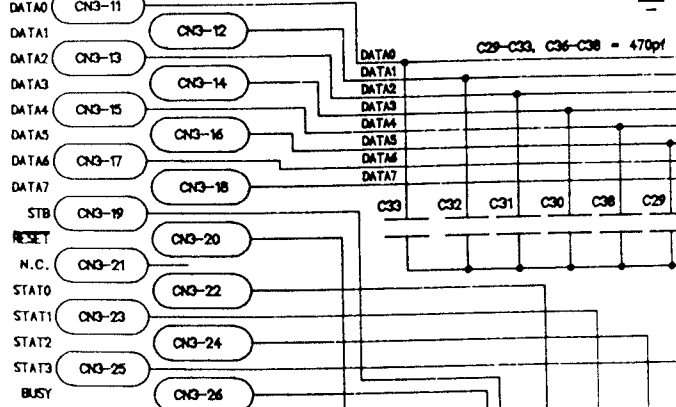 DATA0 CN3-11
DATA1 CN3-12
DATA2 CN3-13
DATA3 CN3-14
DATA4 CN3-15
DATA5 CN3-16
DATA6 CN3-17
DATA7 CN3-18
STB CN3-19
RESET CN3-20
N.C. CN3-21
STAT0 CN3-22
STAT1 CN3-23
STAT2 CN3-24
STAT3 CN3-25
BUSY CN3-26
C29-C33, C36-C38 = 470pf
DATA0
DATA1
DATA2
DATA3
DATA4
DATA5
DATA6
DATA7
C33 C32 C31 C30 C38 C29